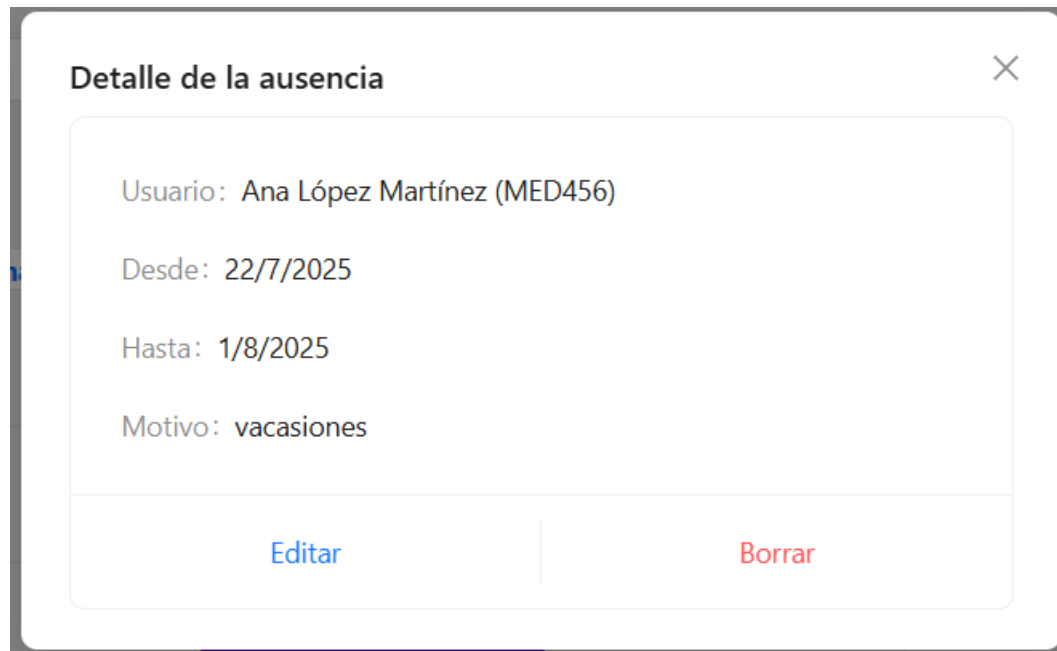 Detalle de la ausencia
Usuario: Ana López Martínez (MED456)
Desde: 22/7/2025
Hasta: 1/8/2025
Motivo: vacasiones
Editar
Borrar